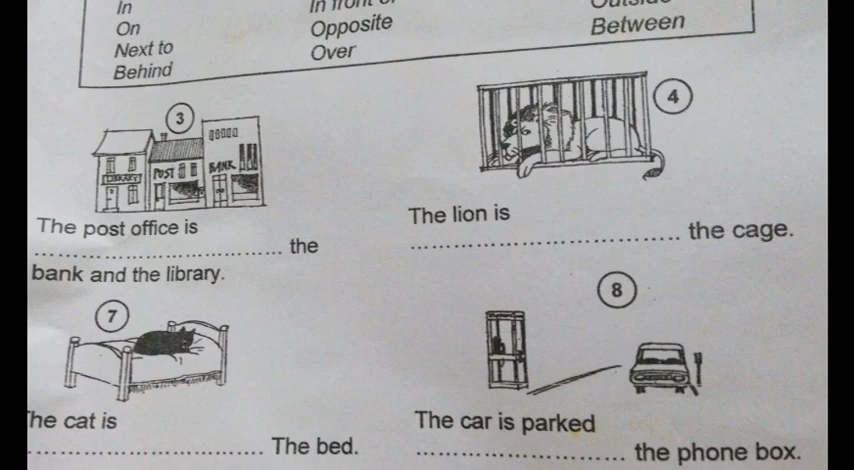 In
On
Next to
Behind
In front
Opposite
Over
Between
3
LIBRARY
POST
BANK
The post office is
................................ the
bank and the library.
4
The lion is
................................ the cage.
7
he cat is
................................ The bed.
8
The car is parked
................................ the phone box.